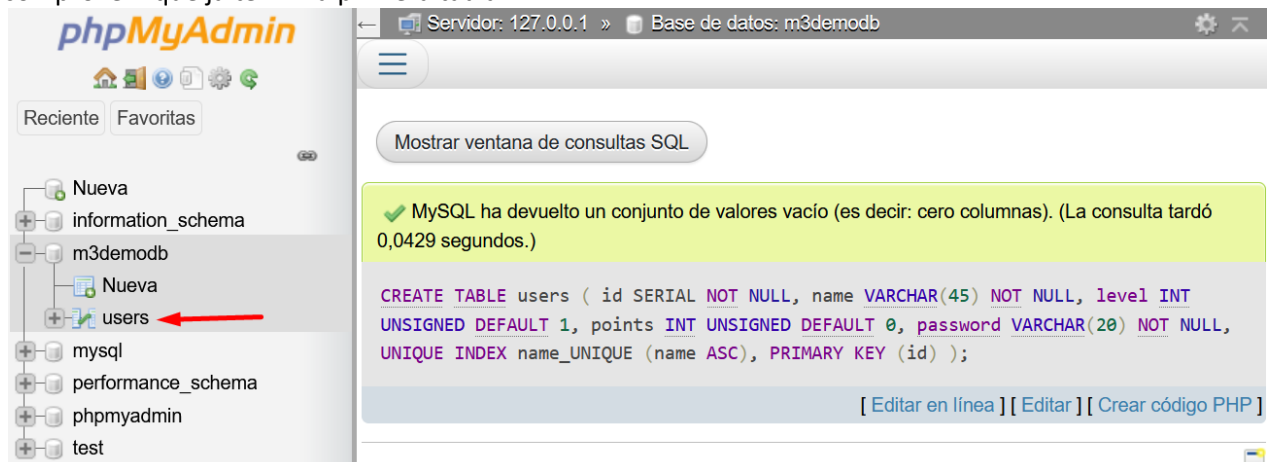 phpMyAdmin
Reciente Favoritas
Nueva
information_schema
m3demodb
Nueva
users
mysql
performance_schema
phpmyadmin
test
Servidor: 127.0.0.1 » Base de datos: m3demodb
Mostrar ventana de consultas SQL
MySQL ha devuelto un conjunto de valores vacío (es decir: cero columnas). (La consulta tardó
0,0429 segundos.)
CREATE TABLE users ( id SERIAL NOT NULL, name VARCHAR(45) NOT NULL, level INT
UNSIGNED DEFAULT 1, points INT UNSIGNED DEFAULT 0, password VARCHAR(20) NOT NULL,
UNIQUE INDEX name_UNIQUE (name ASC), PRIMARY KEY (id) );
[ Editar en línea ] [ Editar ] [ Crear código PHP ]